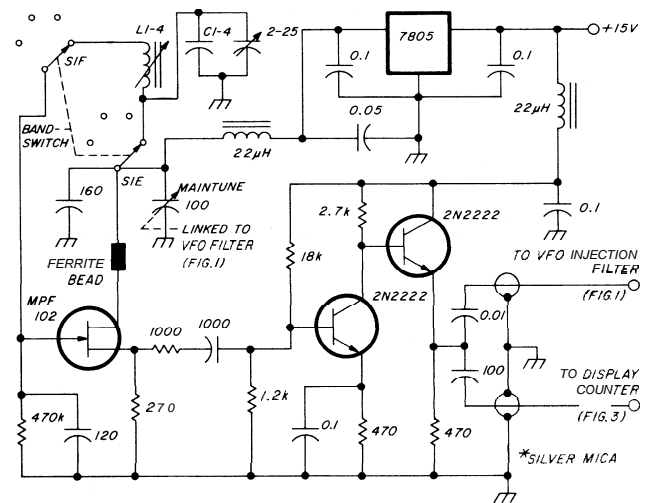 L1-4
C1-4
2-25
7805
+15V
S1F
0.1
0.1
0.05
22µH
BAND-
SWITCH
22µH
S1E
160
MAINTUNE
100
LINKED TO
VFO FILTER
(FIG.1)
2.7k
2N2222
0.1
18k
FERRITE
BEAD
TO VFO INJECTION
FILTER
(FIG.1)
MPF
102
2N2222
0.01
1000
1000
100
TO DISPLAY
COUNTER
(FIG.3)
470k
120
270
1.2k
0.1
470
470
*SILVER MICA